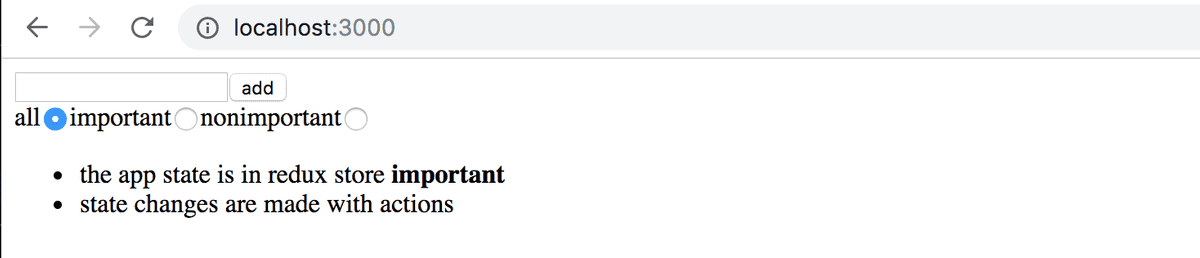 localhost:3000
add
all important nonimportant
the app state is in redux store important
state changes are made with actions